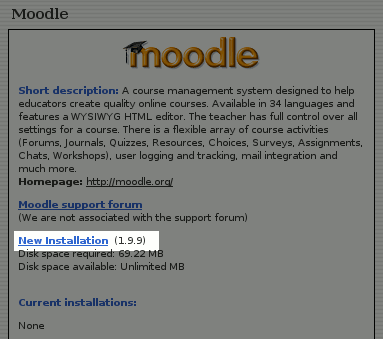 Moodle
moodle
Short description: A course management system designed to help
educators create quality online courses. Available in 34 languages and
features a WYSIWYG HTML editor. The teacher has full control over all
settings for a course. There is a flexible array of course activities
(Forums, Journals, Quizzes, Resources, Choices, Surveys, Assignments,
Chats, Workshops), user logging and tracking, mail integration and
much more.
Homepage: http://moodle.org/
Moodle support forum
(We are not associated with the support forum)
New Installation (1.9.9)
Disk space required: 69.22 MB
Disk space available: Unlimited MB
Current installations:
None